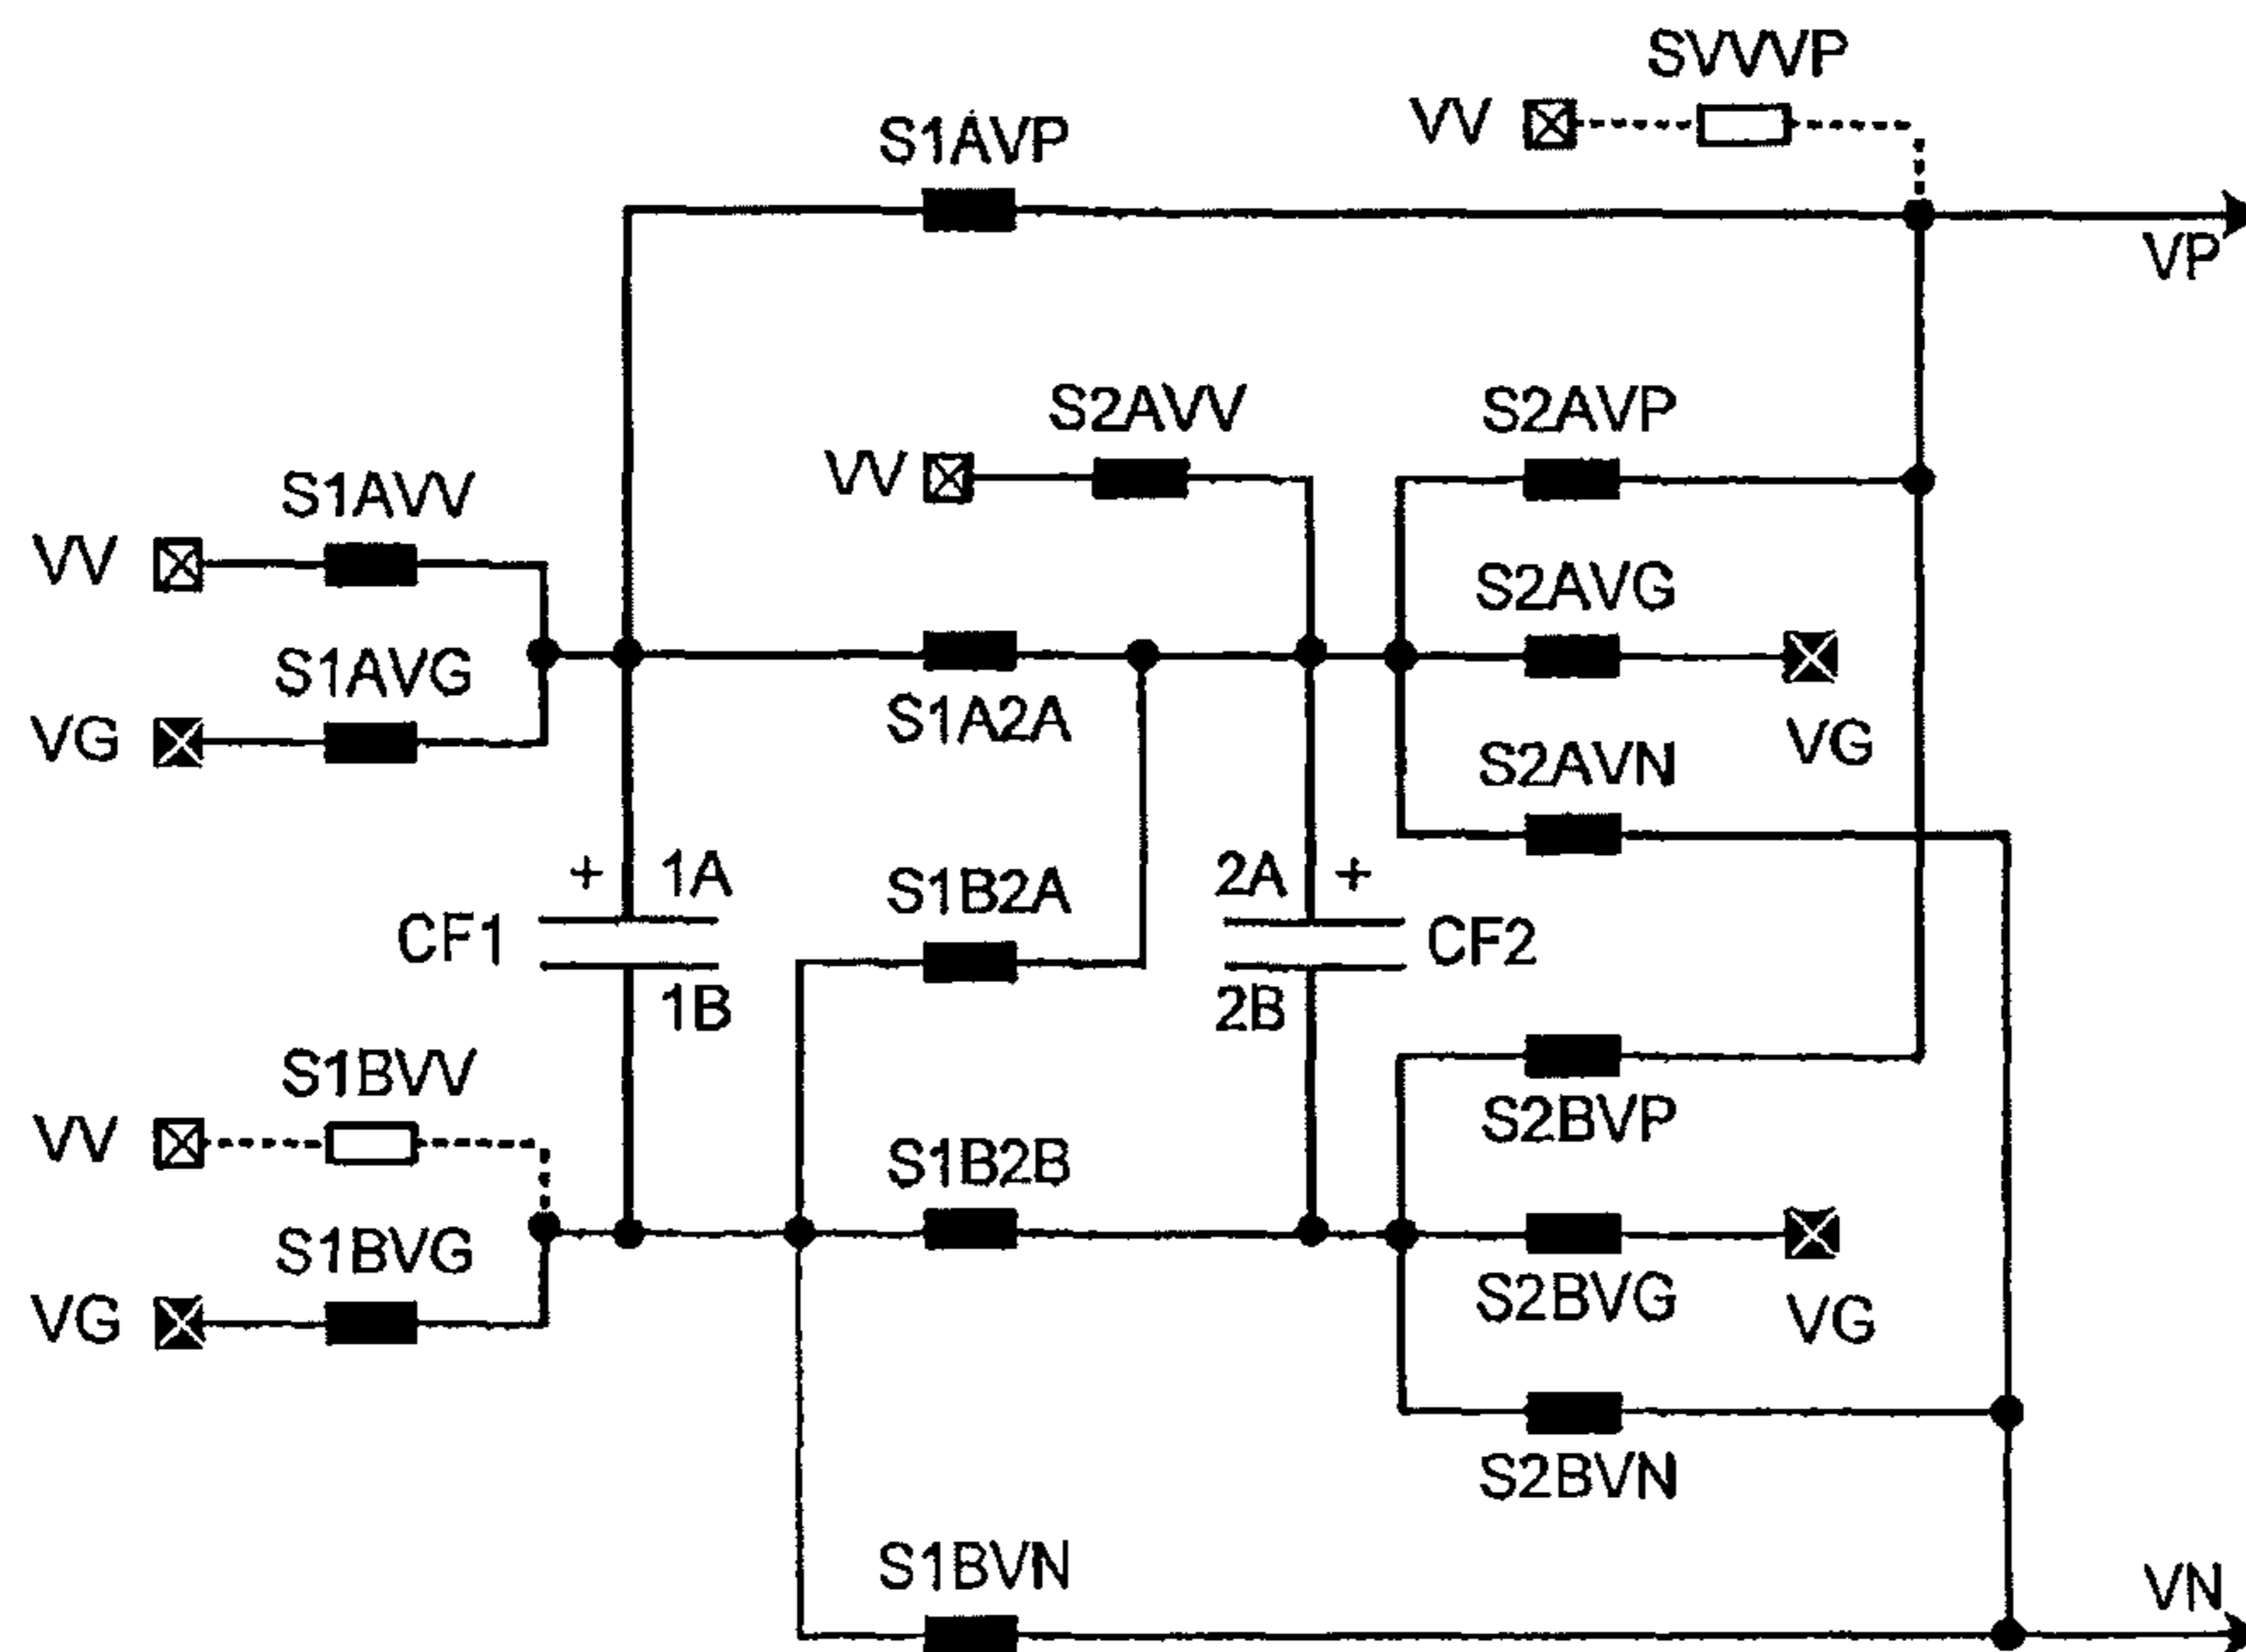 SVVVP
VV
S1AVP
VP
S2AVV
S2AVP
VV
S1AVV
VV
S2AVG
S1AVG
VG
S1A2A
VG
S2AVN
+ 1A
2A +
S1B2A
CF1
CF2
1B
2B
S1BVV
VV
S2BVP
S1B2B
S1BVG
VG
S2BVG
VG
S2BVN
S1BVN
VN